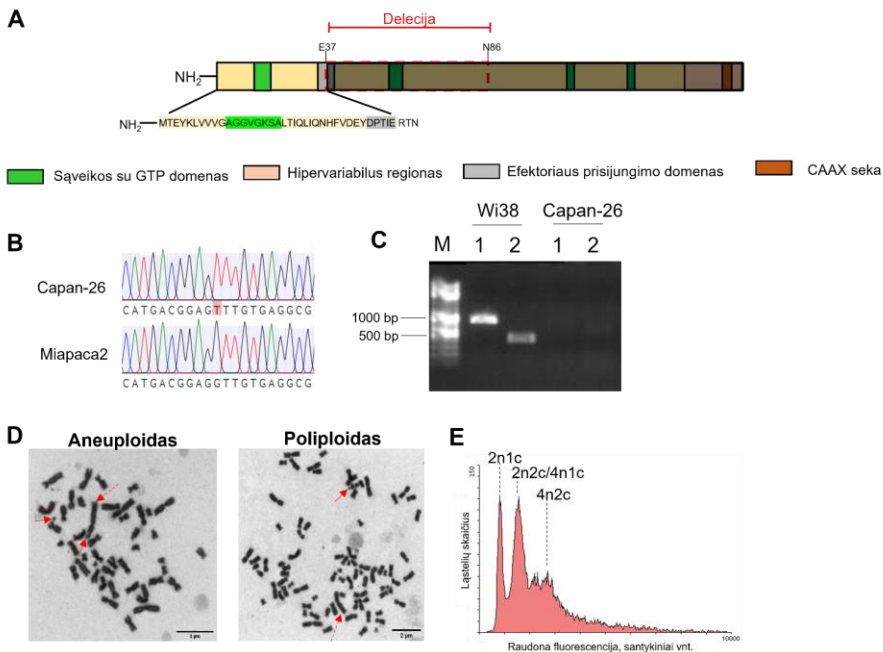 A
Delecija
E37
N86
NH2
NH2 MTEYKLVVVGAGGVGKSALTIQLIQNHFVDEYDPTIE RTN
Sąveikos su GTP domenas
Hipervariabilus regionas
Efektoriaus prisijungimo domenas
CAAX seka
B
Capan-26
CATGACGGAGTTTGTGAGGCG
Miapaca2
CATGACGGAGGTTGTGAGGCG
C
Wi38 Capan-26
M 1 2 1 2
1000 bp
500 bp
D
Aneuploidas
Poliploidas
2 μm
E
150
2n1c
2n2c/4n1c
4n2c
Ląstelių skaičius
10000
Raudona fluorescencija, santykiniai vnt.